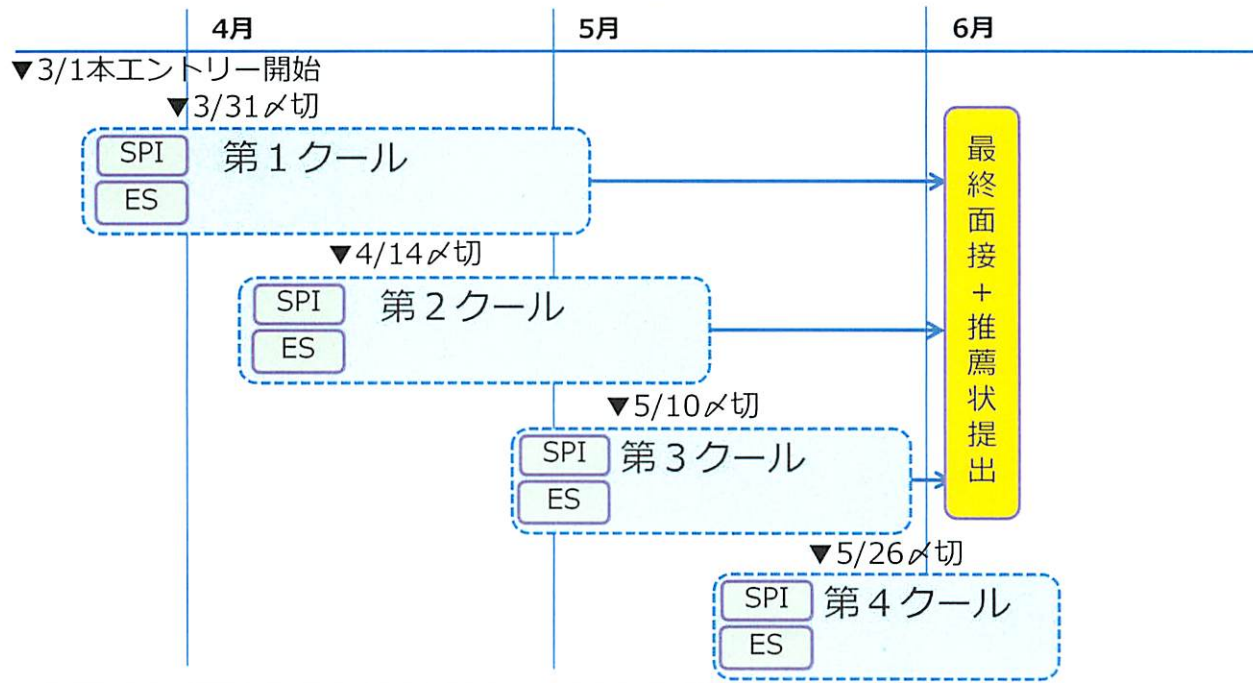 4月
5月
6月
▼3/1本エントリー開始
▼3/31〆切
SPI
第1クール
ES
▼4/14〆切
SPI
第2クール
ES
▼5/10〆切
SPI
第3クール
ES
▼5/26〆切
SPI
第4クール
ES
最終面接+推薦状提出